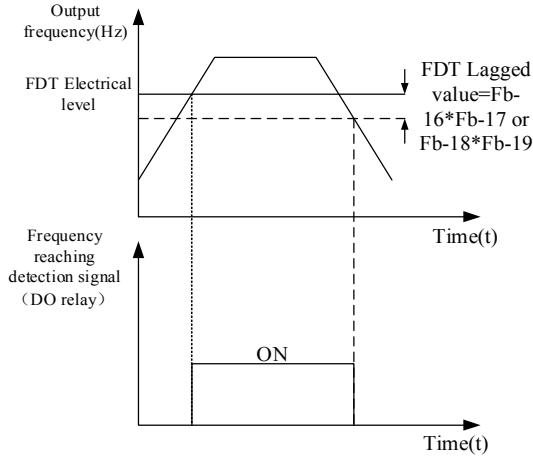 Output
frequency(Hz)
FDT Electrical
level
FDT Lagged
value=Fb-
16*Fb-17 or
Fb-18*Fb-19
Time(t)
Frequency
reaching
detection signal
（DO relay）
ON
Time(t)